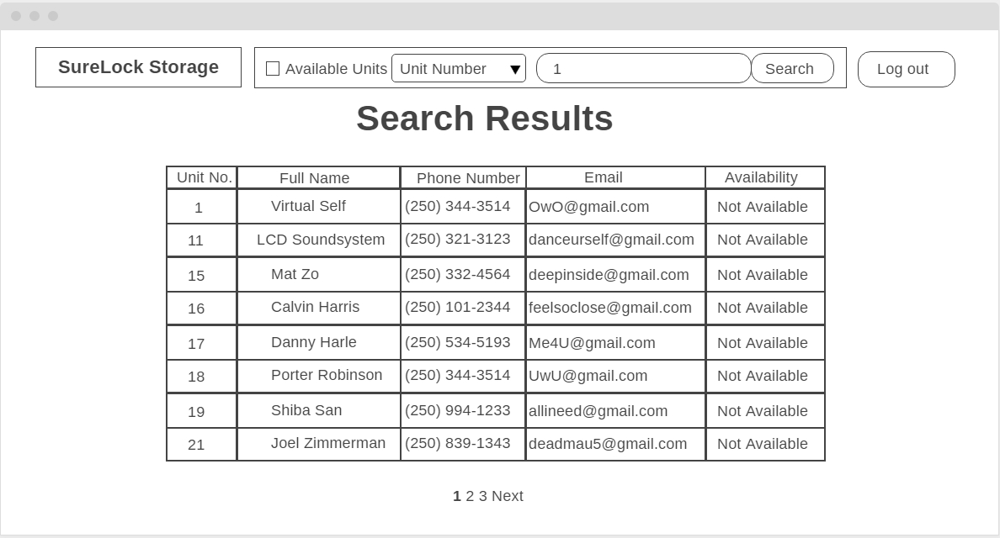 SureLock Storage Available Units Unit Number 1 Search Log out
Search Results
Unit No. Full Name Phone Number Email Availability
1 Virtual Self (250) 344-3514 OwO@gmail.com Not Available
11 LCD Soundsystem (250) 321-3123 danceurself@gmail.com Not Available
15 Mat Zo (250) 332-4564 deepinside@gmail.com Not Available
16 Calvin Harris (250) 101-2344 feelsoclose@gmail.com Not Available
17 Danny Harle (250) 534-5193 Me4U@gmail.com Not Available
18 Porter Robinson (250) 344-3514 UwU@gmail.com Not Available
19 Shiba San (250) 994-1233 allineed@gmail.com Not Available
21 Joel Zimmerman (250) 839-1343 deadmau5@gmail.com Not Available
1 2 3 Next